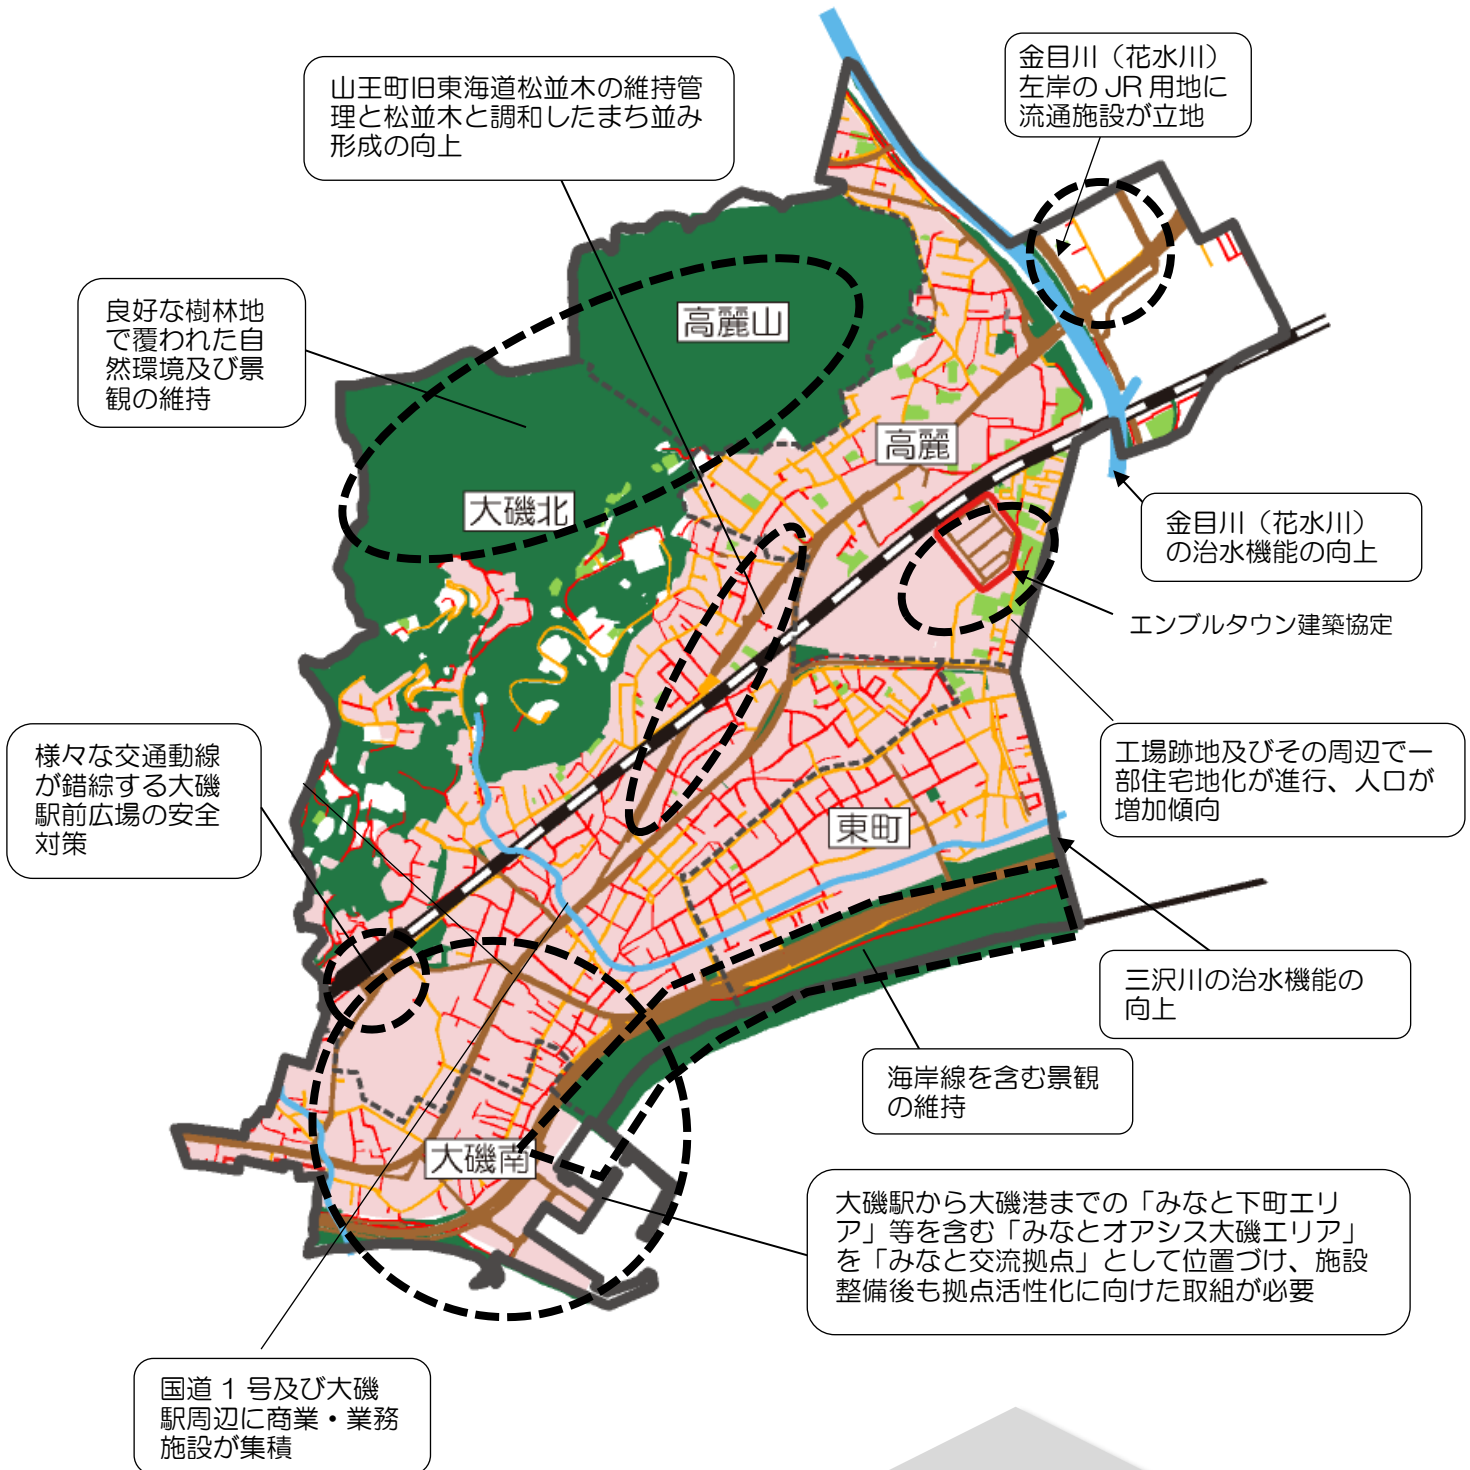 金目川（花水川）
左岸の JR 用地に
流通施設が立地
山王町旧東海道松並木の維持管
理と松並木と調和したまち並み
形成の向上
良好な樹林地
で覆われた自
然環境及び景
観の維持
高麗山
高麗
大磯北
金目川（花水川）
の治水機能の向上
エンブルタウン建築協定
様々な交通動線
が錯綜する大磯
駅前広場の安全
対策
工場跡地及びその周辺で一
部住宅地化が進行、人口が
増加傾向
東町
三沢川の治水機能の
向上
海岸線を含む景観
の維持
大磯南
大磯駅から大磯港までの「みなと下町エリ
ア」等を含む「みなとオアシス大磯エリア」
を「みなと交流拠点」として位置づけ、施設
整備後も拠点活性化に向けた取組が必要
国道 1 号及び大磯
駅周辺に商業・業務
施設が集積